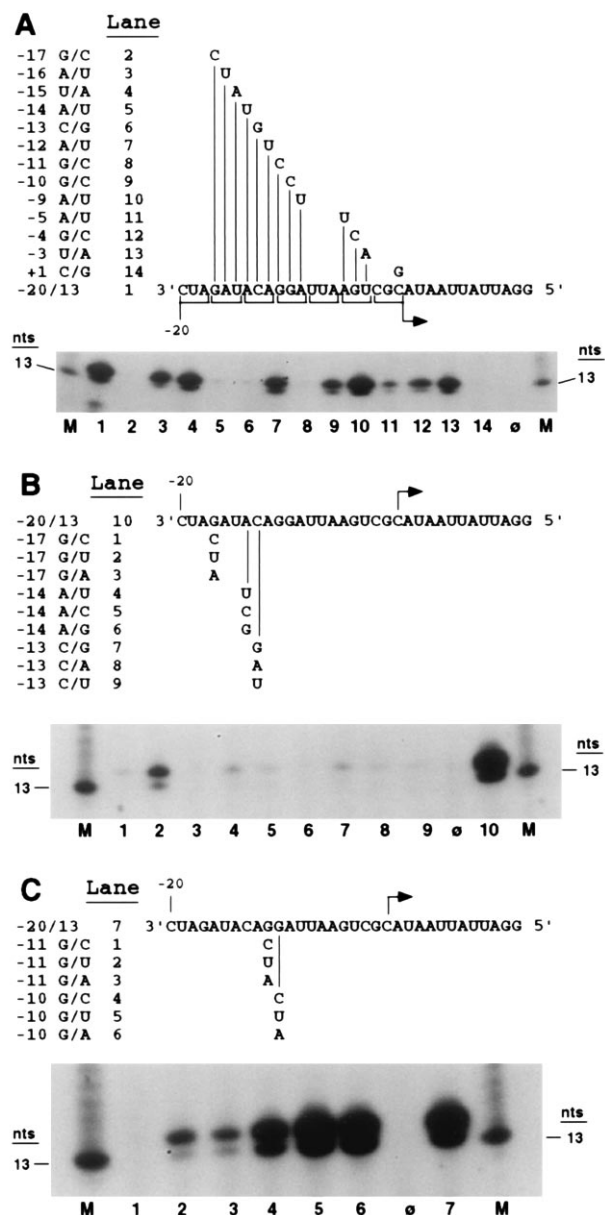 A Lane
-17 G/C 2 C
-16 A/U 3 U
-15 U/A 4 A
-14 A/U 5 U
-13 C/G 6 G
-12 A/U 7 U
-11 G/C 8 C
-10 G/C 9 C
-9 A/U 10 U
-5 A/U 11 U
-4 G/C 12 C
-3 U/A 13 A
+1 C/G 14 G
-20/13 1 3'CUAGAUACAGGAUUAAGUCGCAUAAUUAUUAGG 5'
-20
nts
13
nts
13
M 1 2 3 4 5 6 7 8 9 10 11 12 13 14 ø M
B Lane
-20
-20/13 10 3'CUAGAUACAGGAUUAAGUCGCAUAAUUAUUAGG 5'
-17 G/C 1 C
-17 G/U 2 U
-17 G/A 3 A
-14 A/U 4 U
-14 A/C 5 C
-14 A/G 6 G
-13 C/G 7 G
-13 C/A 8 A
-13 C/U 9 U
nts
13
nts
13
M 1 2 3 4 5 6 7 8 9 ø 10 M
C Lane
-20
-20/13 7 3'CUAGAUACAGGAUUAAGUCGCAUAAUUAUUAGG 5'
-11 G/C 1 C
-11 G/U 2 U
-11 G/A 3 A
-10 G/C 4 C
-10 G/U 5 U
-10 G/A 6 A
nts
13
nts
13
M 1 2 3 4 5 6 ø 7 M